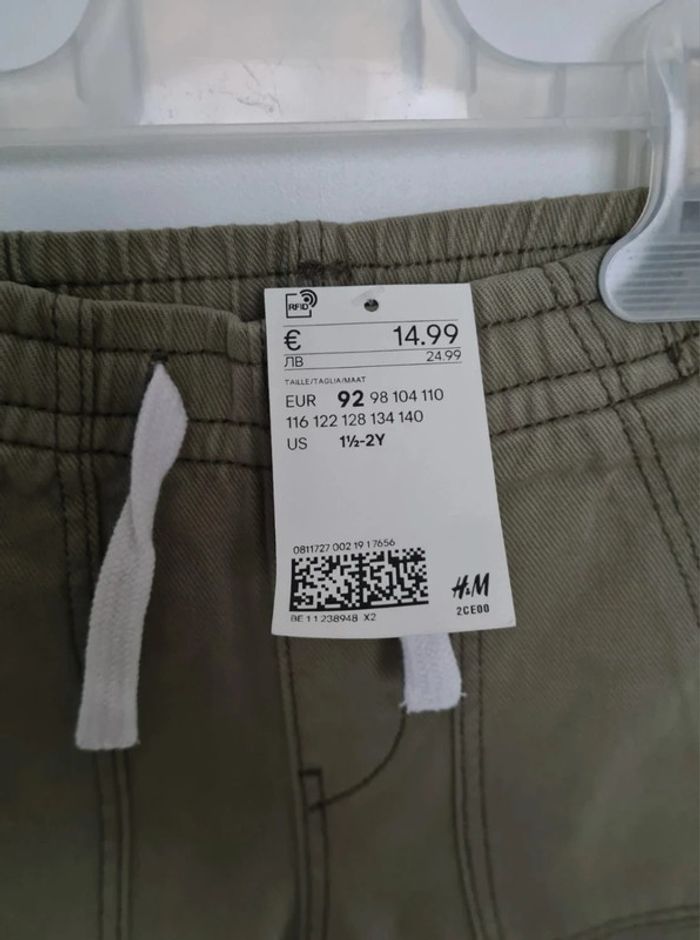 RFID
€ 14.99
ЛВ 24.99
TAILLE/TAGLIA/MAAT
EUR 92 98 104 110
116 122 128 134 140
US 1½-2Y
0811727 002 19 1 7656
BE 1 1 238948 X2
H&M
2CE00